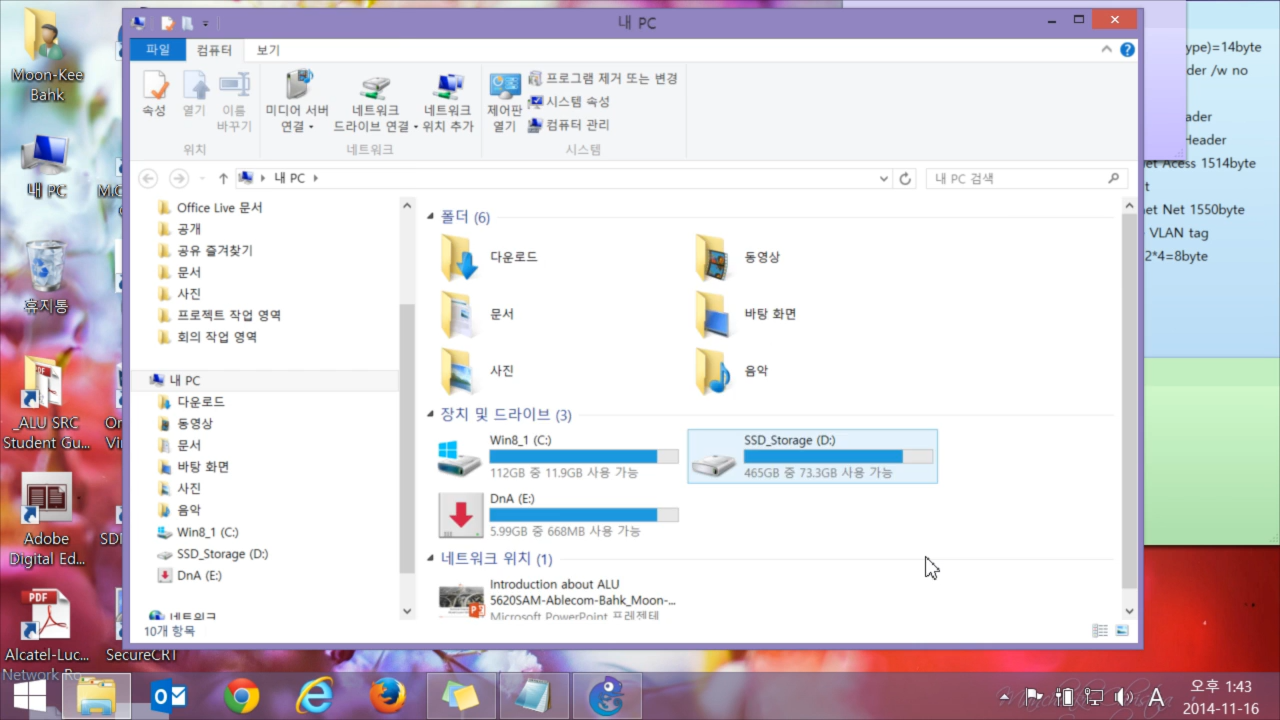 내 PC
파일
컴퓨터
보기
속성
열기
이름
바꾸기
위치
미디어 서버
연결
네트워크
드라이브 연결
네트워크
위치 추가
네트워크
제어판
열기
프로그램 제거 또는 변경
시스템 속성
컴퓨터 관리
시스템
내 PC
내 PC 검색
Office Live 문서
공개
공유 즐겨찾기
문서
사진
프로젝트 작업 영역
회의 작업 영역
내 PC
다운로드
동영상
문서
바탕 화면
사진
음악
Win8_1 (C:)
SSD_Storage (D:)
DnA (E:)
네트워크
10개 항목
폴더 (6)
다운로드
동영상
문서
바탕 화면
사진
음악
장치 및 드라이브 (3)
Win8_1 (C:)
112GB 중 11.9GB 사용 가능
SSD_Storage (D:)
465GB 중 73.3GB 사용 가능
DnA (E:)
5.99GB 중 668MB 사용 가능
네트워크 위치 (1)
Introduction about ALU
5620SAM-Ablecom-Bahk_Moon-...
Microsoft PowerPoint 프레젠테
Moon-Kee
Bahk
내 PC
휴지통
PDF
_ALU SRC
Student Gu...
Adobe
Digital Ed...
PDF
Alcatel-Luc...
Network Ro
SecureCRT
ype)=14byte
der /w no
ader
Header
et Acess 1514byte
t
et Net 1550byte
VLAN tag
2*4=8byte
A
오후 1:43
2014-11-16